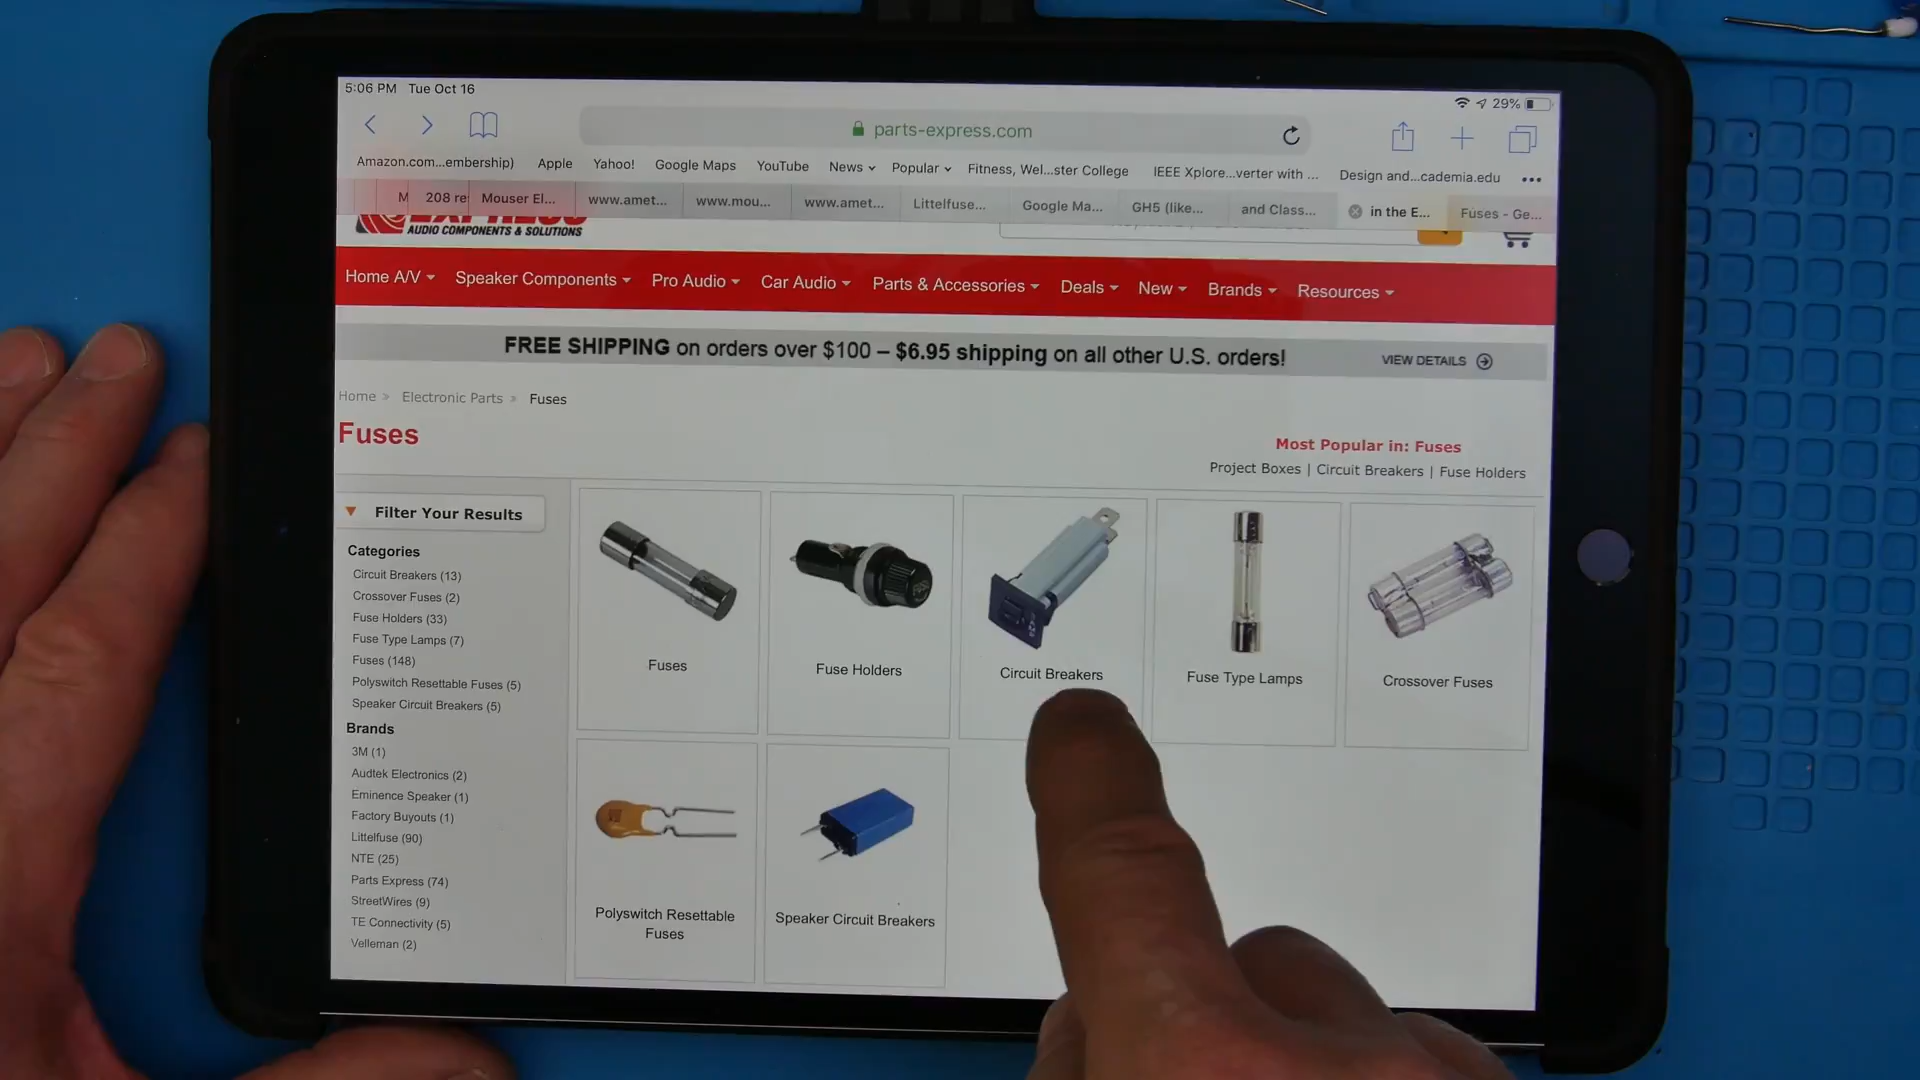 5:06 PM Tue Oct 16
29%
parts-express.com
Amazon.com...embership) Apple Yahoo! Google Maps YouTube News Popular Fitness, Wel...ster College IEEE Xplore...verter with ... Design and...cademia.edu •••
M 208 re Mouser El... www.amet... www.mou... www.amet... Littelfuse... Google Ma... GH5 (like... and Class... in the E... Fuses - Ge...
EXPRESS
AUDIO COMPONENTS & SOLUTIONS
Home A/V Speaker Components Pro Audio Car Audio Parts & Accessories Deals New Brands Resources
FREE SHIPPING on orders over $100 – $6.95 shipping on all other U.S. orders! VIEW DETAILS
Home » Electronic Parts » Fuses
Fuses
Most Popular in: Fuses
Project Boxes | Circuit Breakers | Fuse Holders
Filter Your Results
Categories
Circuit Breakers (13)
Crossover Fuses (2)
Fuse Holders (33)
Fuse Type Lamps (7)
Fuses (148)
Polyswitch Resettable Fuses (5)
Speaker Circuit Breakers (5)
Brands
3M (1)
Audtek Electronics (2)
Eminence Speaker (1)
Factory Buyouts (1)
Littelfuse (90)
NTE (25)
Parts Express (74)
StreetWires (9)
TE Connectivity (5)
Velleman (2)
Fuses
Fuse Holders
Circuit Breakers
Fuse Type Lamps
Crossover Fuses
Polyswitch Resettable
Fuses
Speaker Circuit Breakers